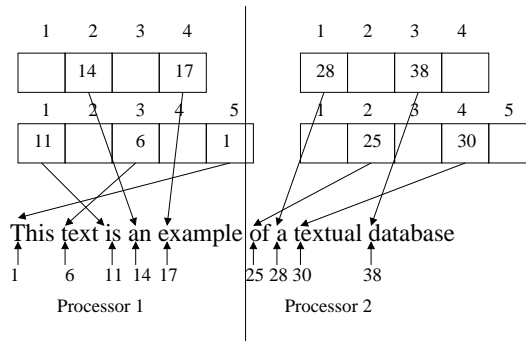 1 2 3 4 1 2 3 4
14 17 28 38
1 2 3 4 5 1 2 3 4 5
11 6 1 25 30
This text is an example of a textual database
1 6 11 14 17 25 28 30 38
Processor 1 Processor 2